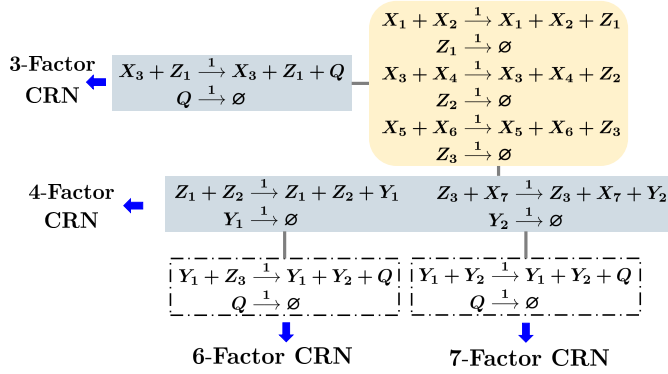 X₁ + X₂ →¹ X₁ + X₂ + Z₁
Z₁ →¹ ∅
X₃ + X₄ →¹ X₃ + X₄ + Z₂
Z₂ →¹ ∅
X₅ + X₆ →¹ X₅ + X₆ + Z₃
Z₃ →¹ ∅
3-Factor
CRN
X₃ + Z₁ →¹ X₃ + Z₁ + Q
Q →¹ ∅
4-Factor
CRN
Z₁ + Z₂ →¹ Z₁ + Z₂ + Y₁
Y₁ →¹ ∅
Z₃ + X₇ →¹ Z₃ + X₇ + Y₂
Y₂ →¹ ∅
Y₁ + Z₃ →¹ Y₁ + Y₂ + Q
Q →¹ ∅
Y₁ + Y₂ →¹ Y₁ + Y₂ + Q
Q →¹ ∅
6-Factor CRN
7-Factor CRN